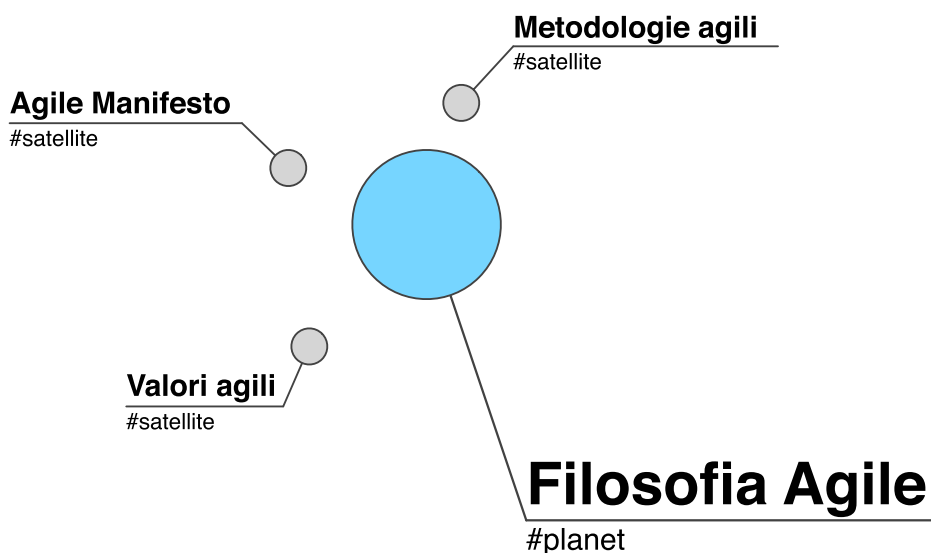 Metodologie agili
#satellite
Agile Manifesto
#satellite
Valori agili
#satellite
Filosofia Agile
#planet